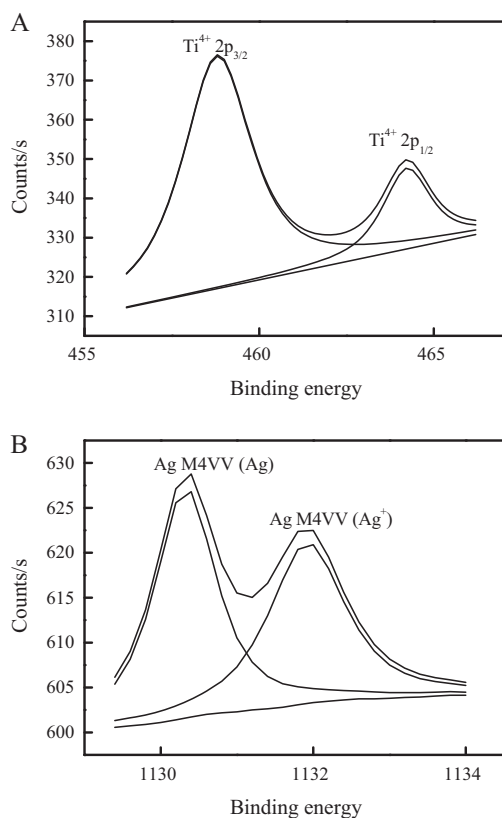 A
Ti⁴⁺ 2p₃/₂
Ti⁴⁺ 2p₁/₂
380
370
360
350
340
330
320
310
Counts/s
455
460
465
Binding energy
B
Ag M4VV (Ag)
Ag M4VV (Ag⁺)
630
625
620
615
610
605
600
Counts/s
1130
1132
1134
Binding energy